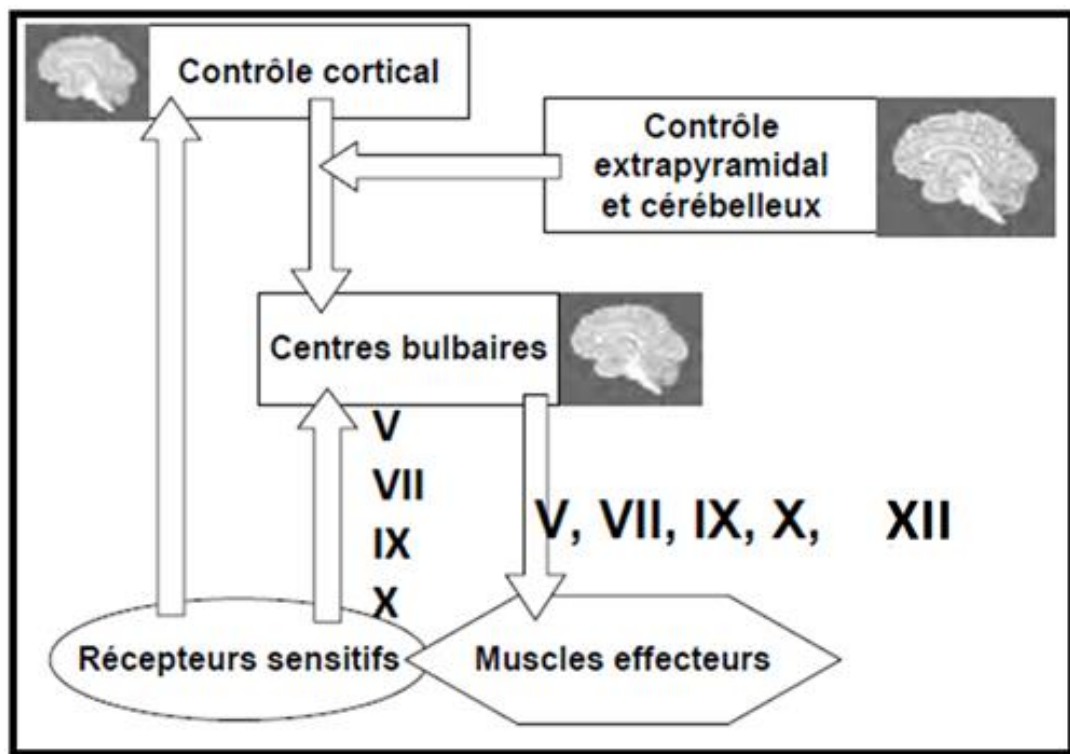 Contrôle cortical
Contrôle
extrapyramidal
et cérébelleux
Centres bulbaires
V
VII
IX
X
V, VII, IX, X, XII
Récepteurs sensitifs
Muscles effecteurs